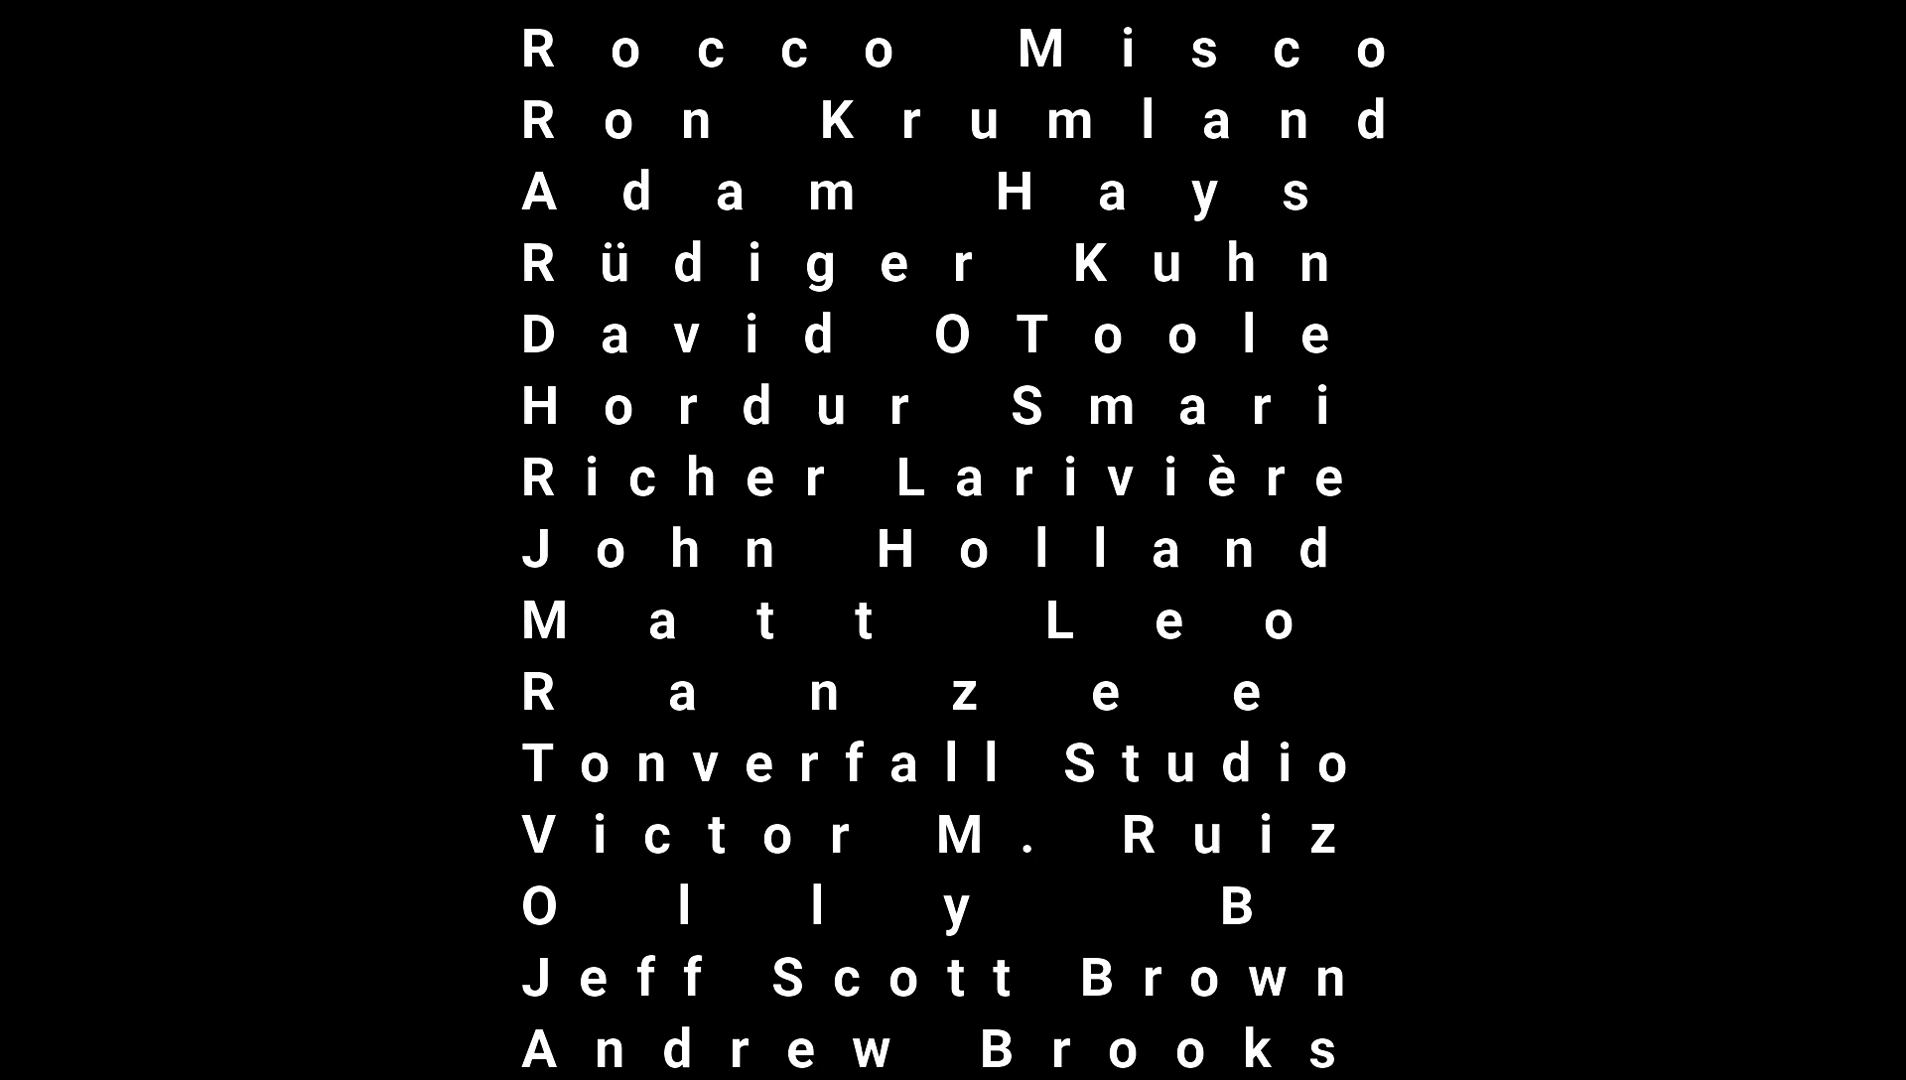 Rocco Misco
Ron Krumland
Adam Hays
Rüdiger Kuhn
David OToole
Hordur Smari
Richer Larivière
John Holland
Matt Leo
Ranzee
Tonverfall Studio
Victor M. Ruiz
Olly B
Jeff Scott Brown
Andrew Brooks